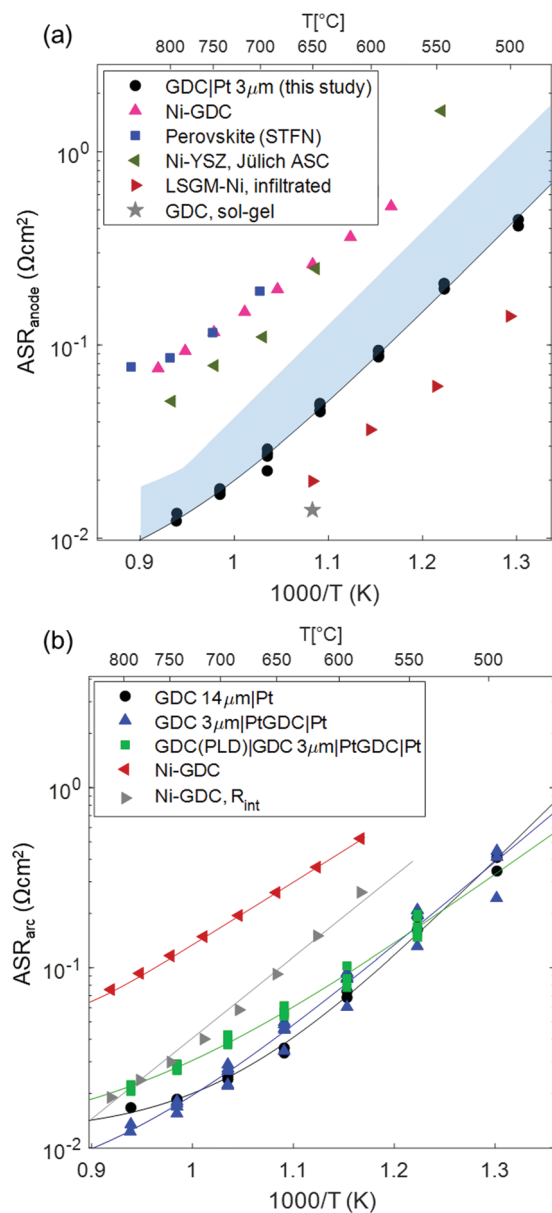 (a)
T[°C]
800 750 700 650 600 550 500
GDC|Pt 3μm (this study)
Ni-GDC
Perovskite (STFN)
Ni-YSZ, Jülich ASC
LSGM-Ni, infiltrated
GDC, sol-gel
10⁰
10⁻¹
10⁻²
ASRanode (Ωcm²)
0.9 1 1.1 1.2 1.3
1000/T (K)
(b)
T[°C]
800 750 700 650 600 550 500
GDC 14μm|Pt
GDC 3μm|PtGDC|Pt
GDC(PLD)|GDC 3μm|PtGDC|Pt
Ni-GDC
Ni-GDC, Rint
10⁰
10⁻¹
10⁻²
ASRarc (Ωcm²)
0.9 1 1.1 1.2 1.3
1000/T (K)